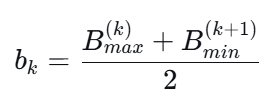 b_k = \frac{B_{max}^{(k)} + B_{min}^{(k+1)}}{2}